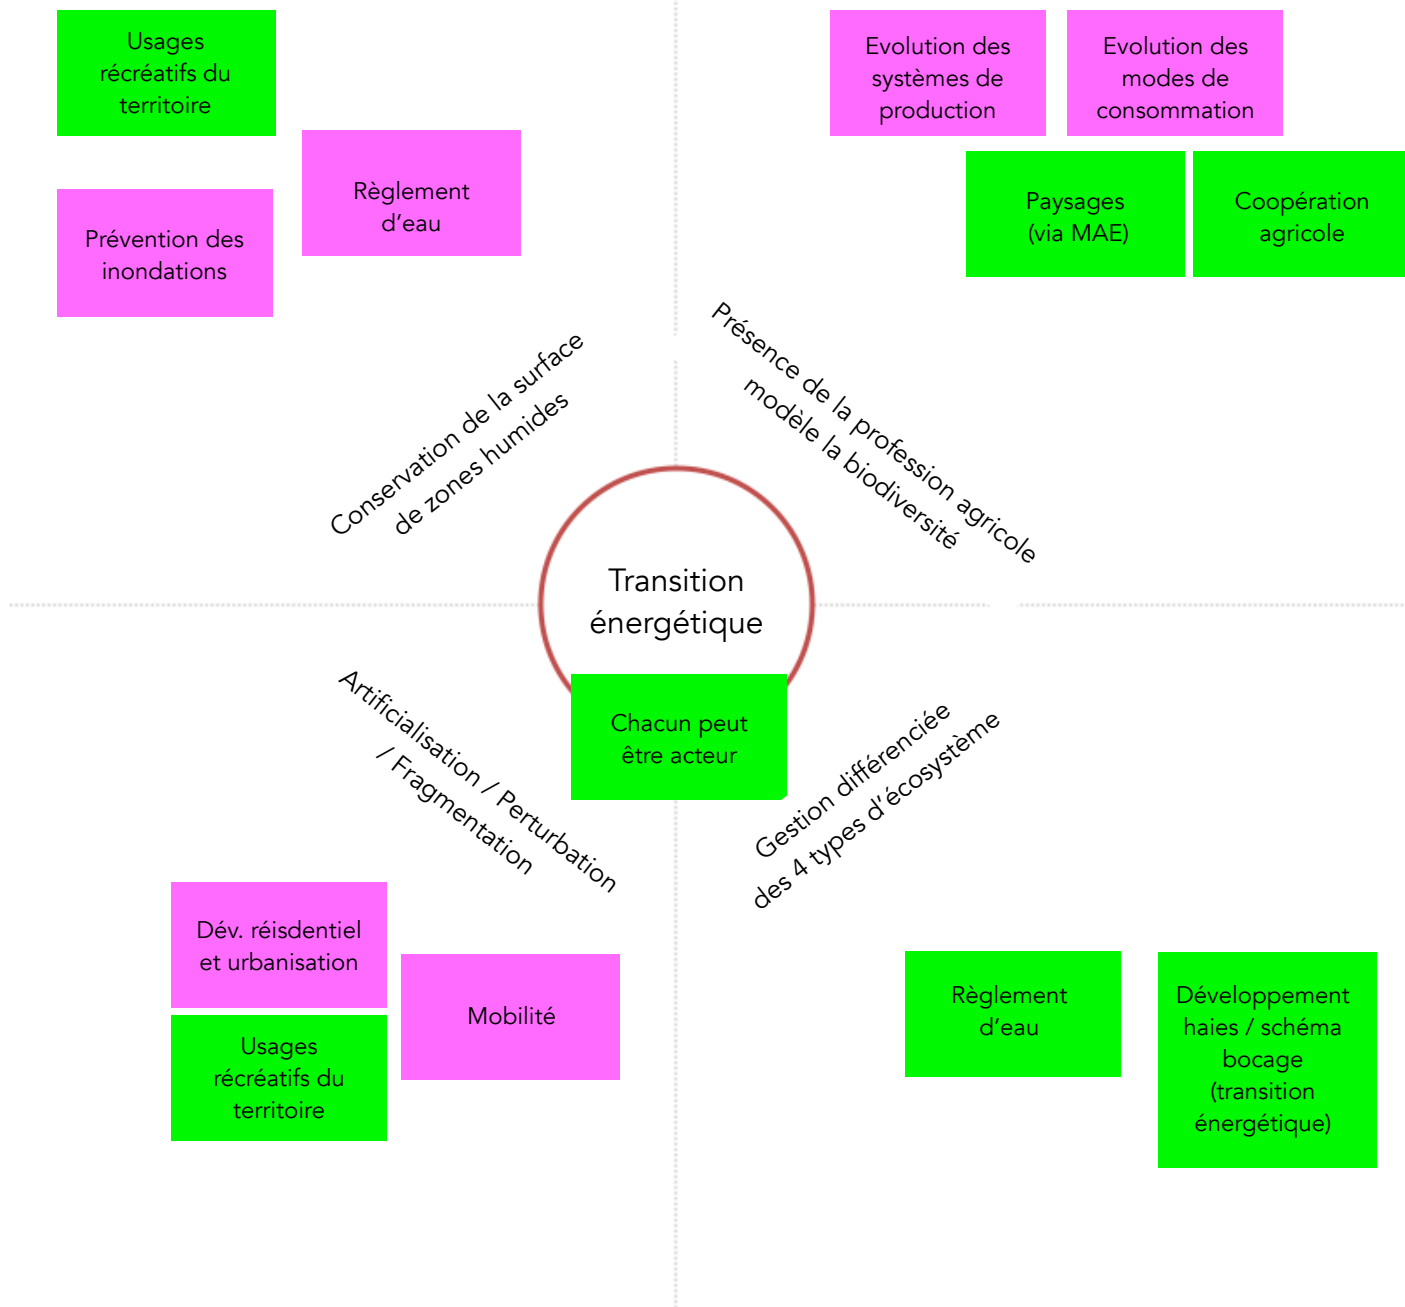 Usages
récréatifs du
territoire
Règlement
d’eau
Prévention des
inondations
Evolution des
systèmes de
production
Evolution des
modes de
consommation
Paysages
(via MAE)
Coopération
agricole
Conservation de la surface
de zones humides
Présence de la profession agricole
modèle la biodiversité
Transition
énergétique
Chacun peut
être acteur
Artificialisation / Perturbation
/ Fragmentation
Gestion différenciée
des 4 types d’écosystème
Dév. réisdentiel
et urbanisation
Mobilité
Usages
récréatifs du
territoire
Règlement
d’eau
Développement
haies / schéma
bocage
(transition
énergétique)